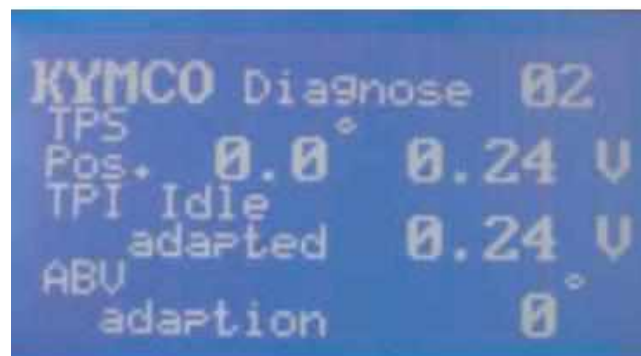 KYMCO Diagnose 02
TPS
Pos. 0.0° 0.24 V
TPI Idle
adapted 0.24 V
ABV
adaption 0°